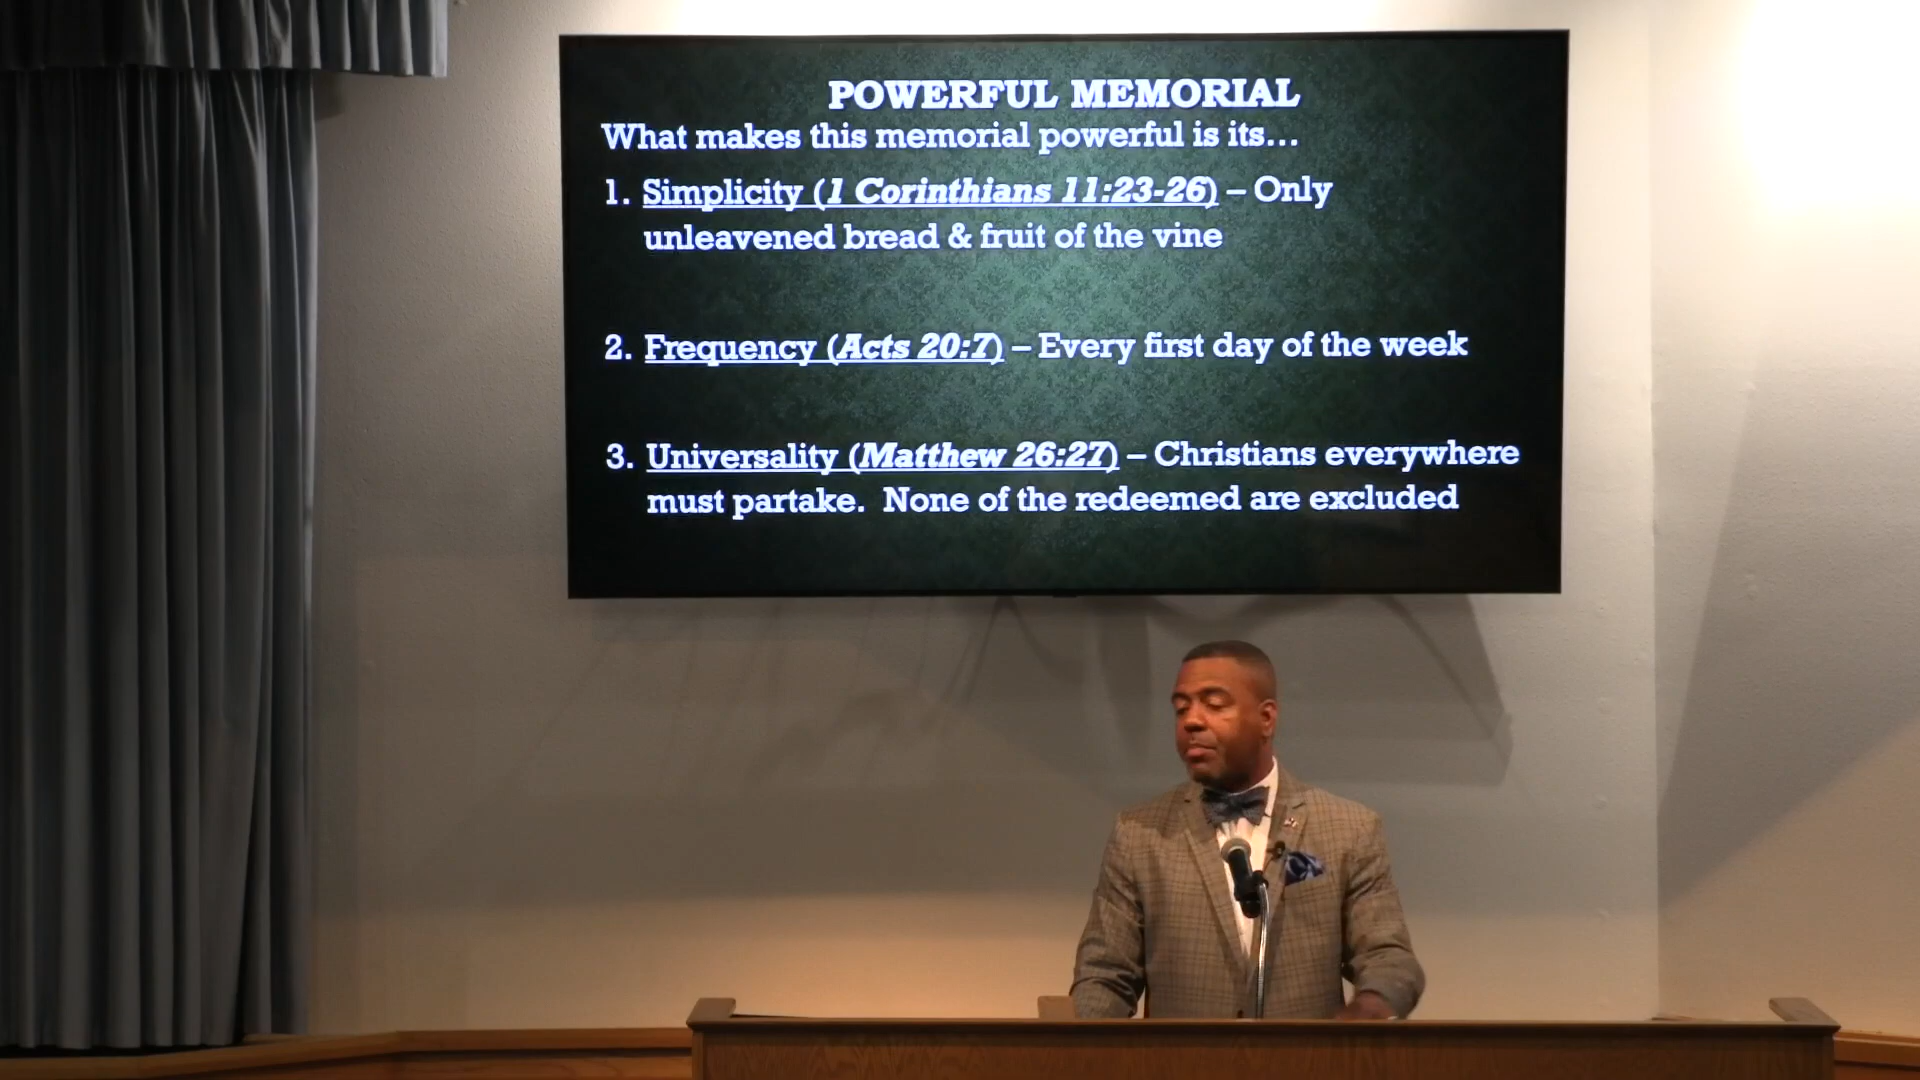 POWERFUL MEMORIAL
What makes this memorial powerful is its...
1. Simplicity (1 Corinthians 11:23-26) – Only
unleavened bread & fruit of the vine
2. Frequency (Acts 20:7) – Every first day of the week
3. Universality (Matthew 26:27) – Christians everywhere
must partake. None of the redeemed are excluded